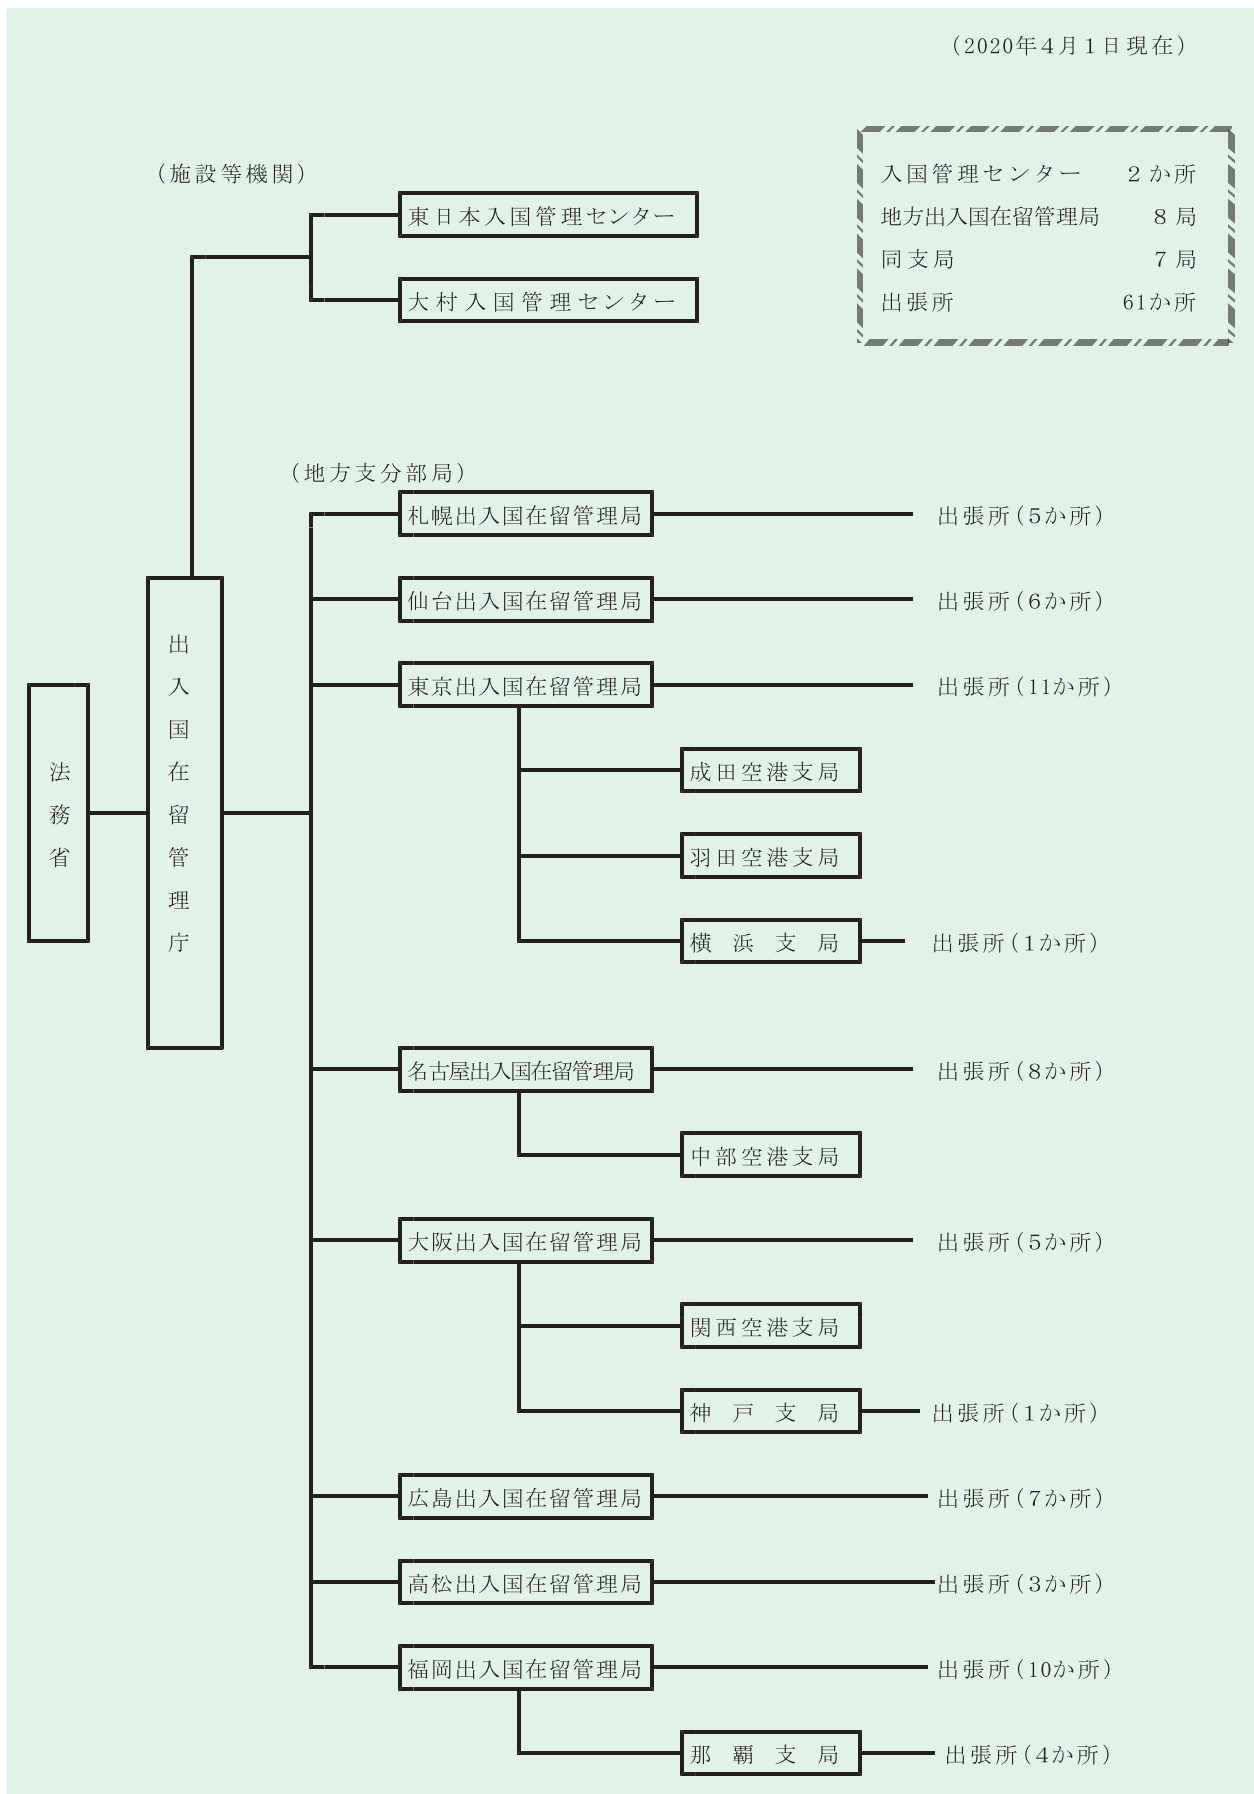 （2020年４月１日現在）
入国管理センター　２か所
地方出入国在留管理局　８局
同支局　７局
出張所　61か所
（施設等機関）
東日本入国管理センター
大村入国管理センター
（地方支分部局）
法務省
出入国在留管理庁
札幌出入国在留管理局　出張所（５か所）
仙台出入国在留管理局　出張所（６か所）
東京出入国在留管理局　出張所（11か所）
成田空港支局
羽田空港支局
横浜支局　出張所（１か所）
名古屋出入国在留管理局　出張所（８か所）
中部空港支局
大阪出入国在留管理局　出張所（５か所）
関西空港支局
神戸支局　出張所（１か所）
広島出入国在留管理局　出張所（７か所）
高松出入国在留管理局　出張所（３か所）
福岡出入国在留管理局　出張所（10か所）
那覇支局　出張所（４か所）